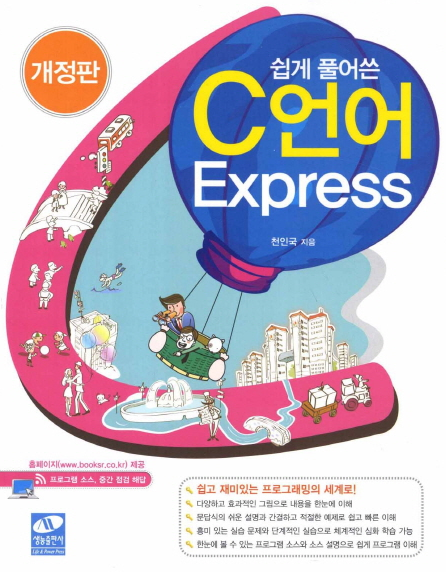 개정판
쉽게 풀어쓴
C언어
Express
천인국 지음
홈페이지(www.booksr.co.kr) 제공
프로그램 소스, 중간 점검 해답
쉽고 재미있는 프로그래밍의 세계로!
다양하고 효과적인 그림으로 내용을 한눈에 이해
문답식의 쉬운 설명과 간결하고 적절한 예제로 쉽고 빠른 이해
흥미 있는 실습 문제와 단계적인 실습으로 체계적인 심화 학습 가능
한눈에 볼 수 있는 프로그램 소스와 소스 설명으로 쉽게 프로그램 이해
생능출판사
Life & Power Press